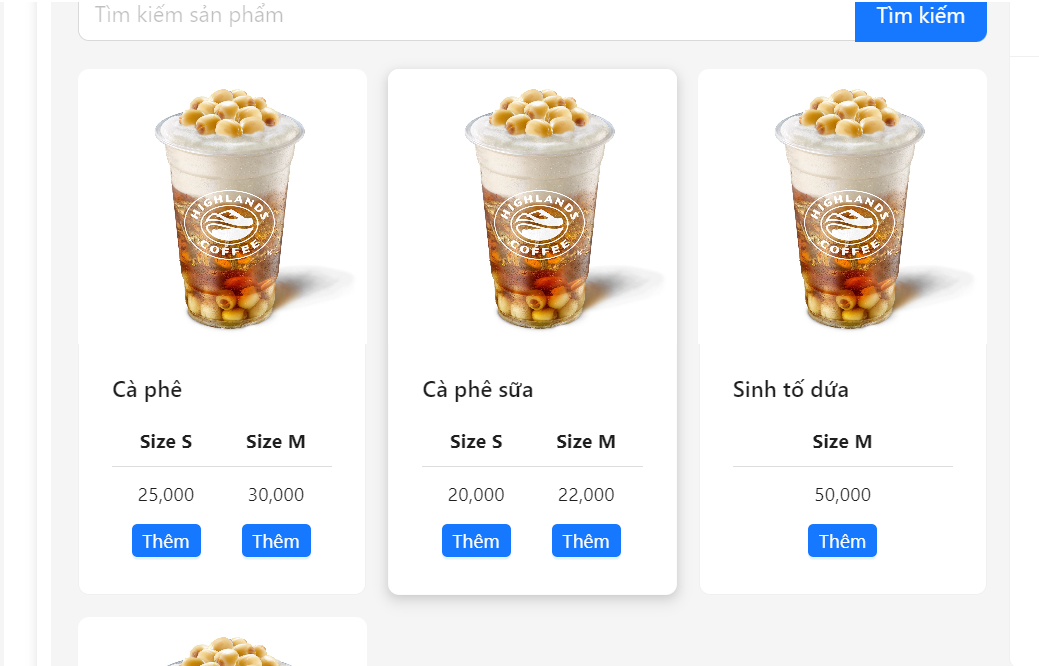 Tìm kiếm sản phẩm
Tìm kiếm
HIGHLANDS
COFFEE
HIGHLANDS
COFFEE
HIGHLANDS
COFFEE
Cà phê
Size S Size M
25,000 30,000
Thêm Thêm
Cà phê sữa
Size S Size M
20,000 22,000
Thêm Thêm
Sinh tố dứa
Size M
50,000
Thêm